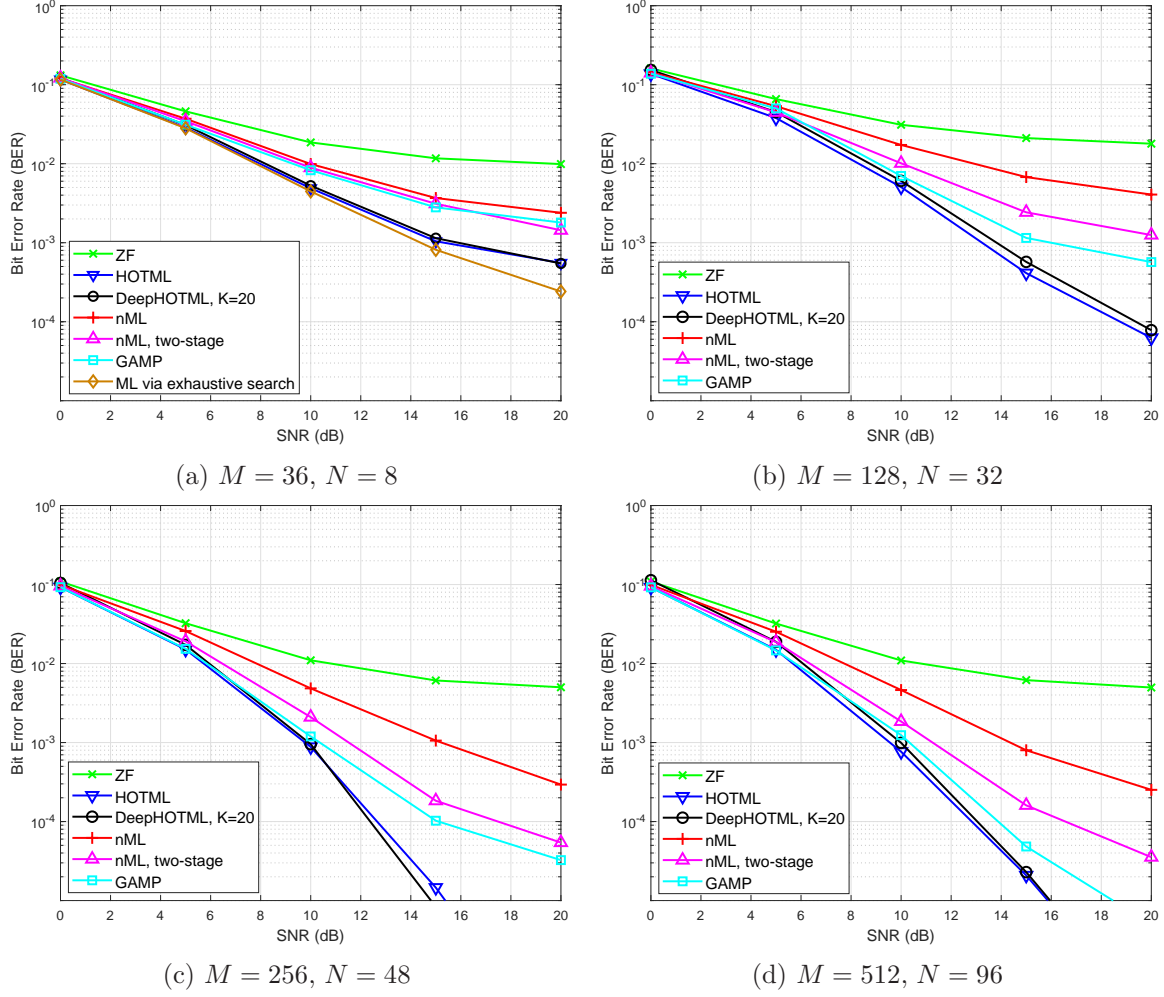 10^0
10^-1
10^-2
10^-3
10^-4
Bit Error Rate (BER)
ZF
HOTML
DeepHOTML, K=20
nML
nML, two-stage
GAMP
ML via exhaustive search
0 2 4 6 8 10 12 14 16 18 20
SNR (dB)
(a) M = 36, N = 8
10^0
10^-1
10^-2
10^-3
10^-4
Bit Error Rate (BER)
ZF
HOTML
DeepHOTML, K=20
nML
nML, two-stage
GAMP
0 2 4 6 8 10 12 14 16 18 20
SNR (dB)
(b) M = 128, N = 32
10^0
10^-1
10^-2
10^-3
10^-4
Bit Error Rate (BER)
ZF
HOTML
DeepHOTML, K=20
nML
nML, two-stage
GAMP
0 2 4 6 8 10 12 14 16 18 20
SNR (dB)
(c) M = 256, N = 48
10^0
10^-1
10^-2
10^-3
10^-4
Bit Error Rate (BER)
ZF
HOTML
DeepHOTML, K=20
nML
nML, two-stage
GAMP
0 2 4 6 8 10 12 14 16 18 20
SNR (dB)
(d) M = 512, N = 96